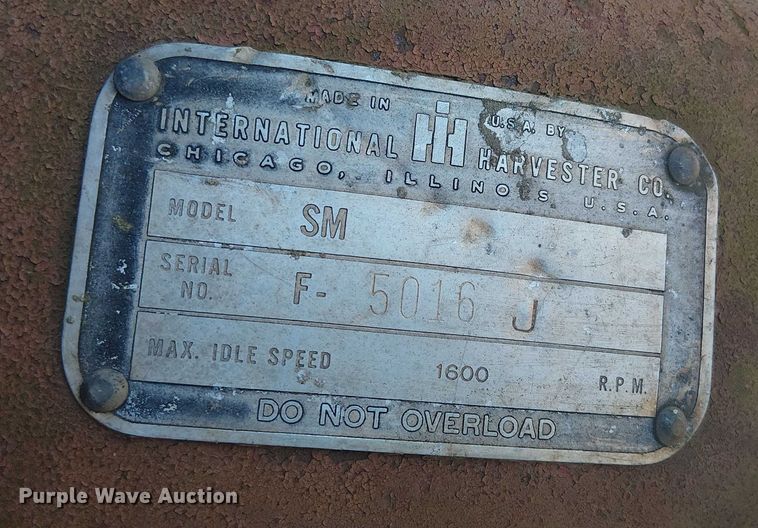 MADE IN U.S.A. BY
INTERNATIONAL IH HARVESTER CO.
CHICAGO, ILLINOIS U.S.A.
MODEL SM
SERIAL NO. F- 5016 J
MAX. IDLE SPEED 1600 R.P.M.
DO NOT OVERLOAD
Purple Wave Auction